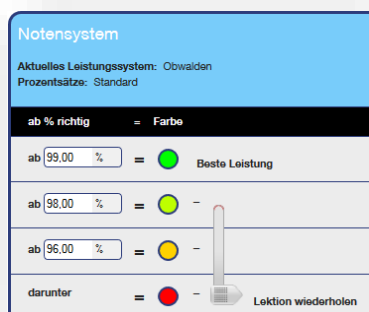 Notensystem
Aktuelles Leistungssystem: Obwalden
Prozentsätze: Standard
ab % richtig = Farbe
ab 99,00 % = Beste Leistung
ab 98,00 % = –
ab 96,00 % = –
darunter = – Lektion wiederholen